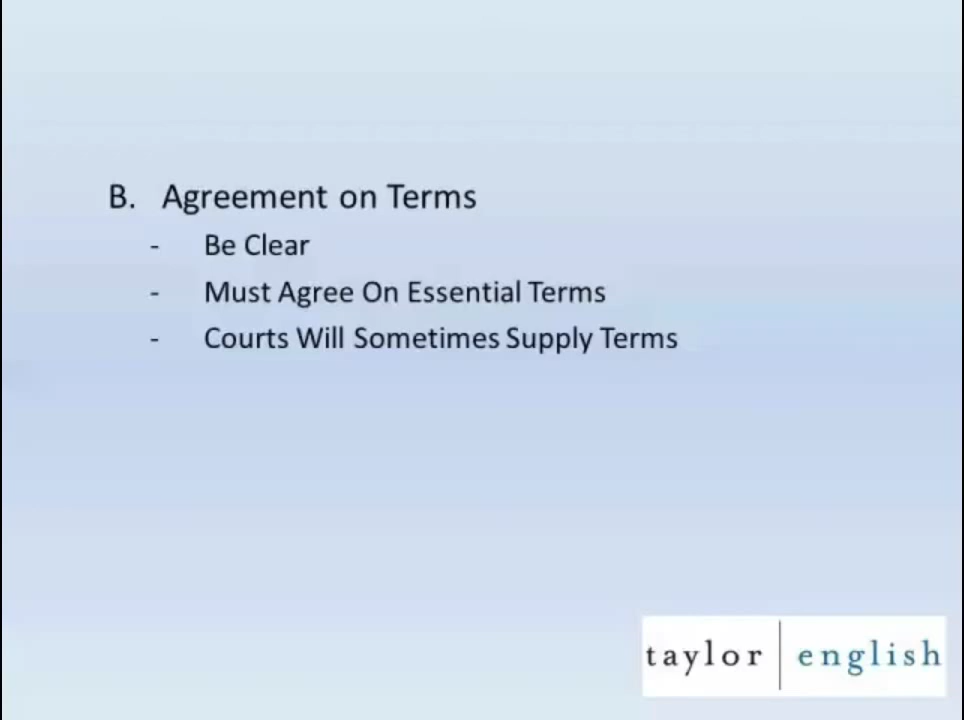 B. Agreement on Terms
- Be Clear
- Must Agree On Essential Terms
- Courts Will Sometimes Supply Terms
taylor | english